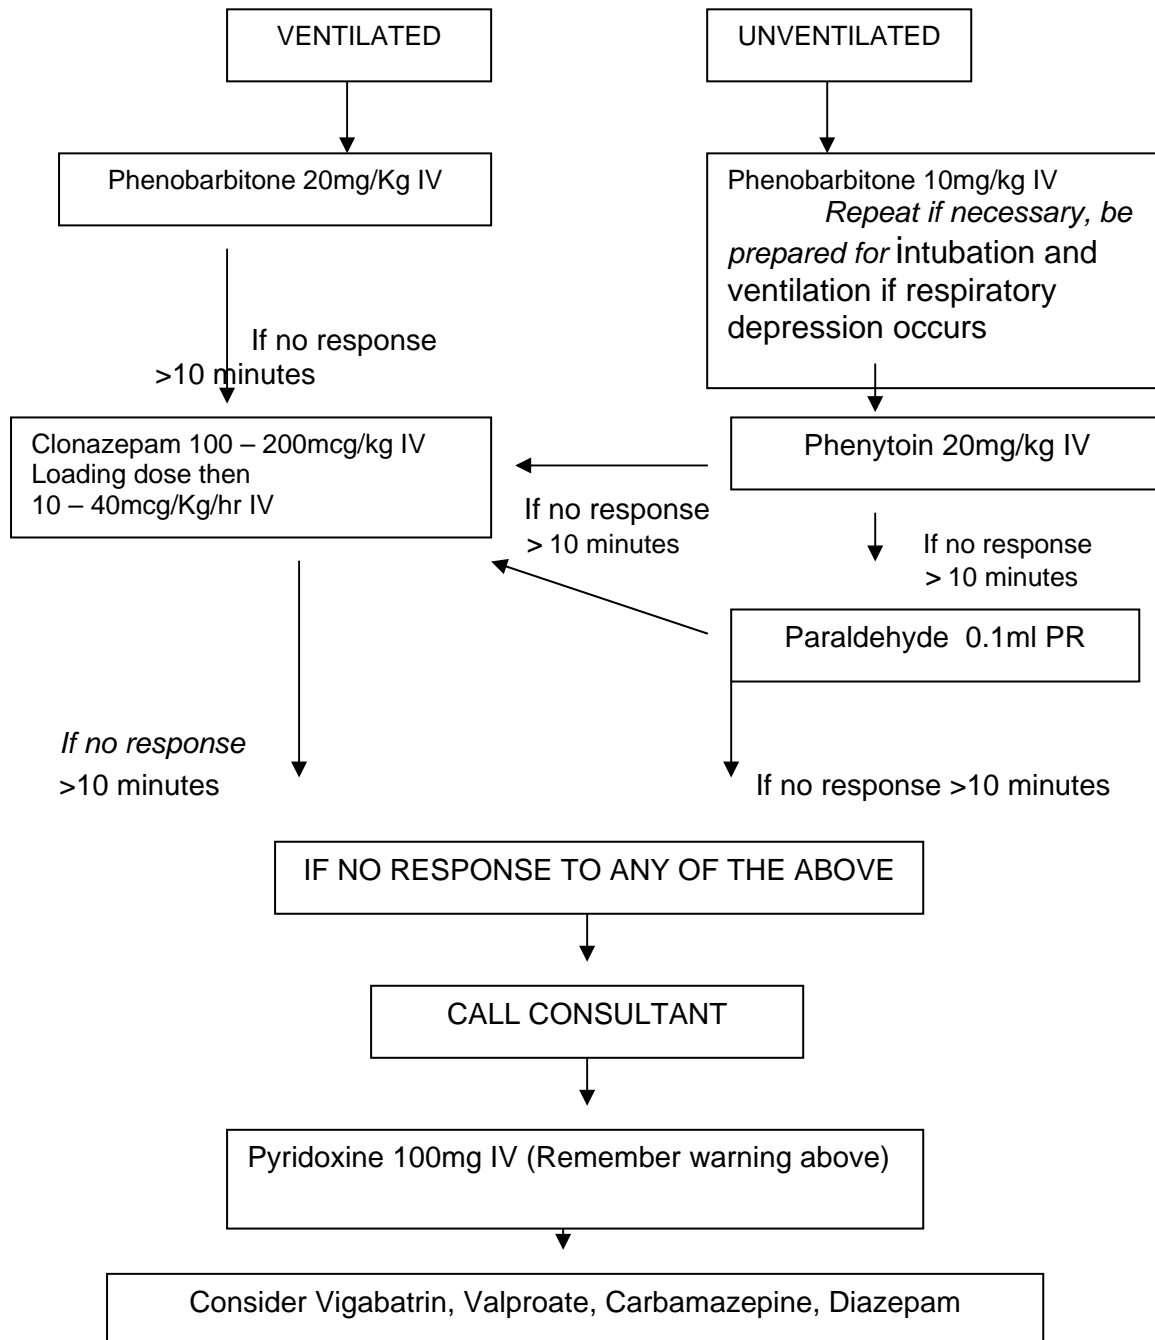 VENTILATED
UNVENTILATED
Phenobarbitone 20mg/Kg IV
Phenobarbitone 10mg/kg IV
Repeat if necessary, be
prepared for intubation and
ventilation if respiratory
depression occurs
If no response
>10 minutes
Clonazepam 100 – 200mcg/kg IV
Loading dose then
10 – 40mcg/Kg/hr IV
Phenytoin 20mg/kg IV
If no response
> 10 minutes
If no response
> 10 minutes
Paraldehyde 0.1ml PR
If no response
>10 minutes
If no response >10 minutes
IF NO RESPONSE TO ANY OF THE ABOVE
CALL CONSULTANT
Pyridoxine 100mg IV (Remember warning above)
Consider Vigabatrin, Valproate, Carbamazepine, Diazepam